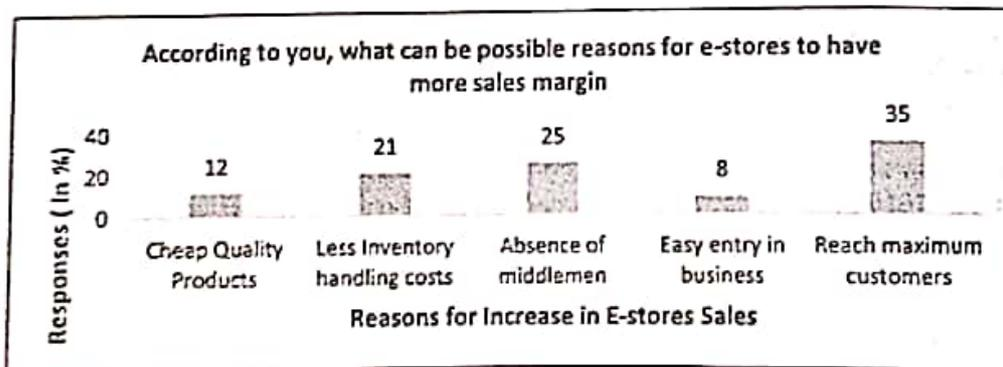 According to you, what can be possible reasons for e-stores to have
more sales margin
Responses ( In %)
40
20
0
12
21
25
8
35
Cheap Quality
Products
Less Inventory
handling costs
Absence of
middlemen
Easy entry in
business
Reach maximum
customers
Reasons for Increase in E-stores Sales